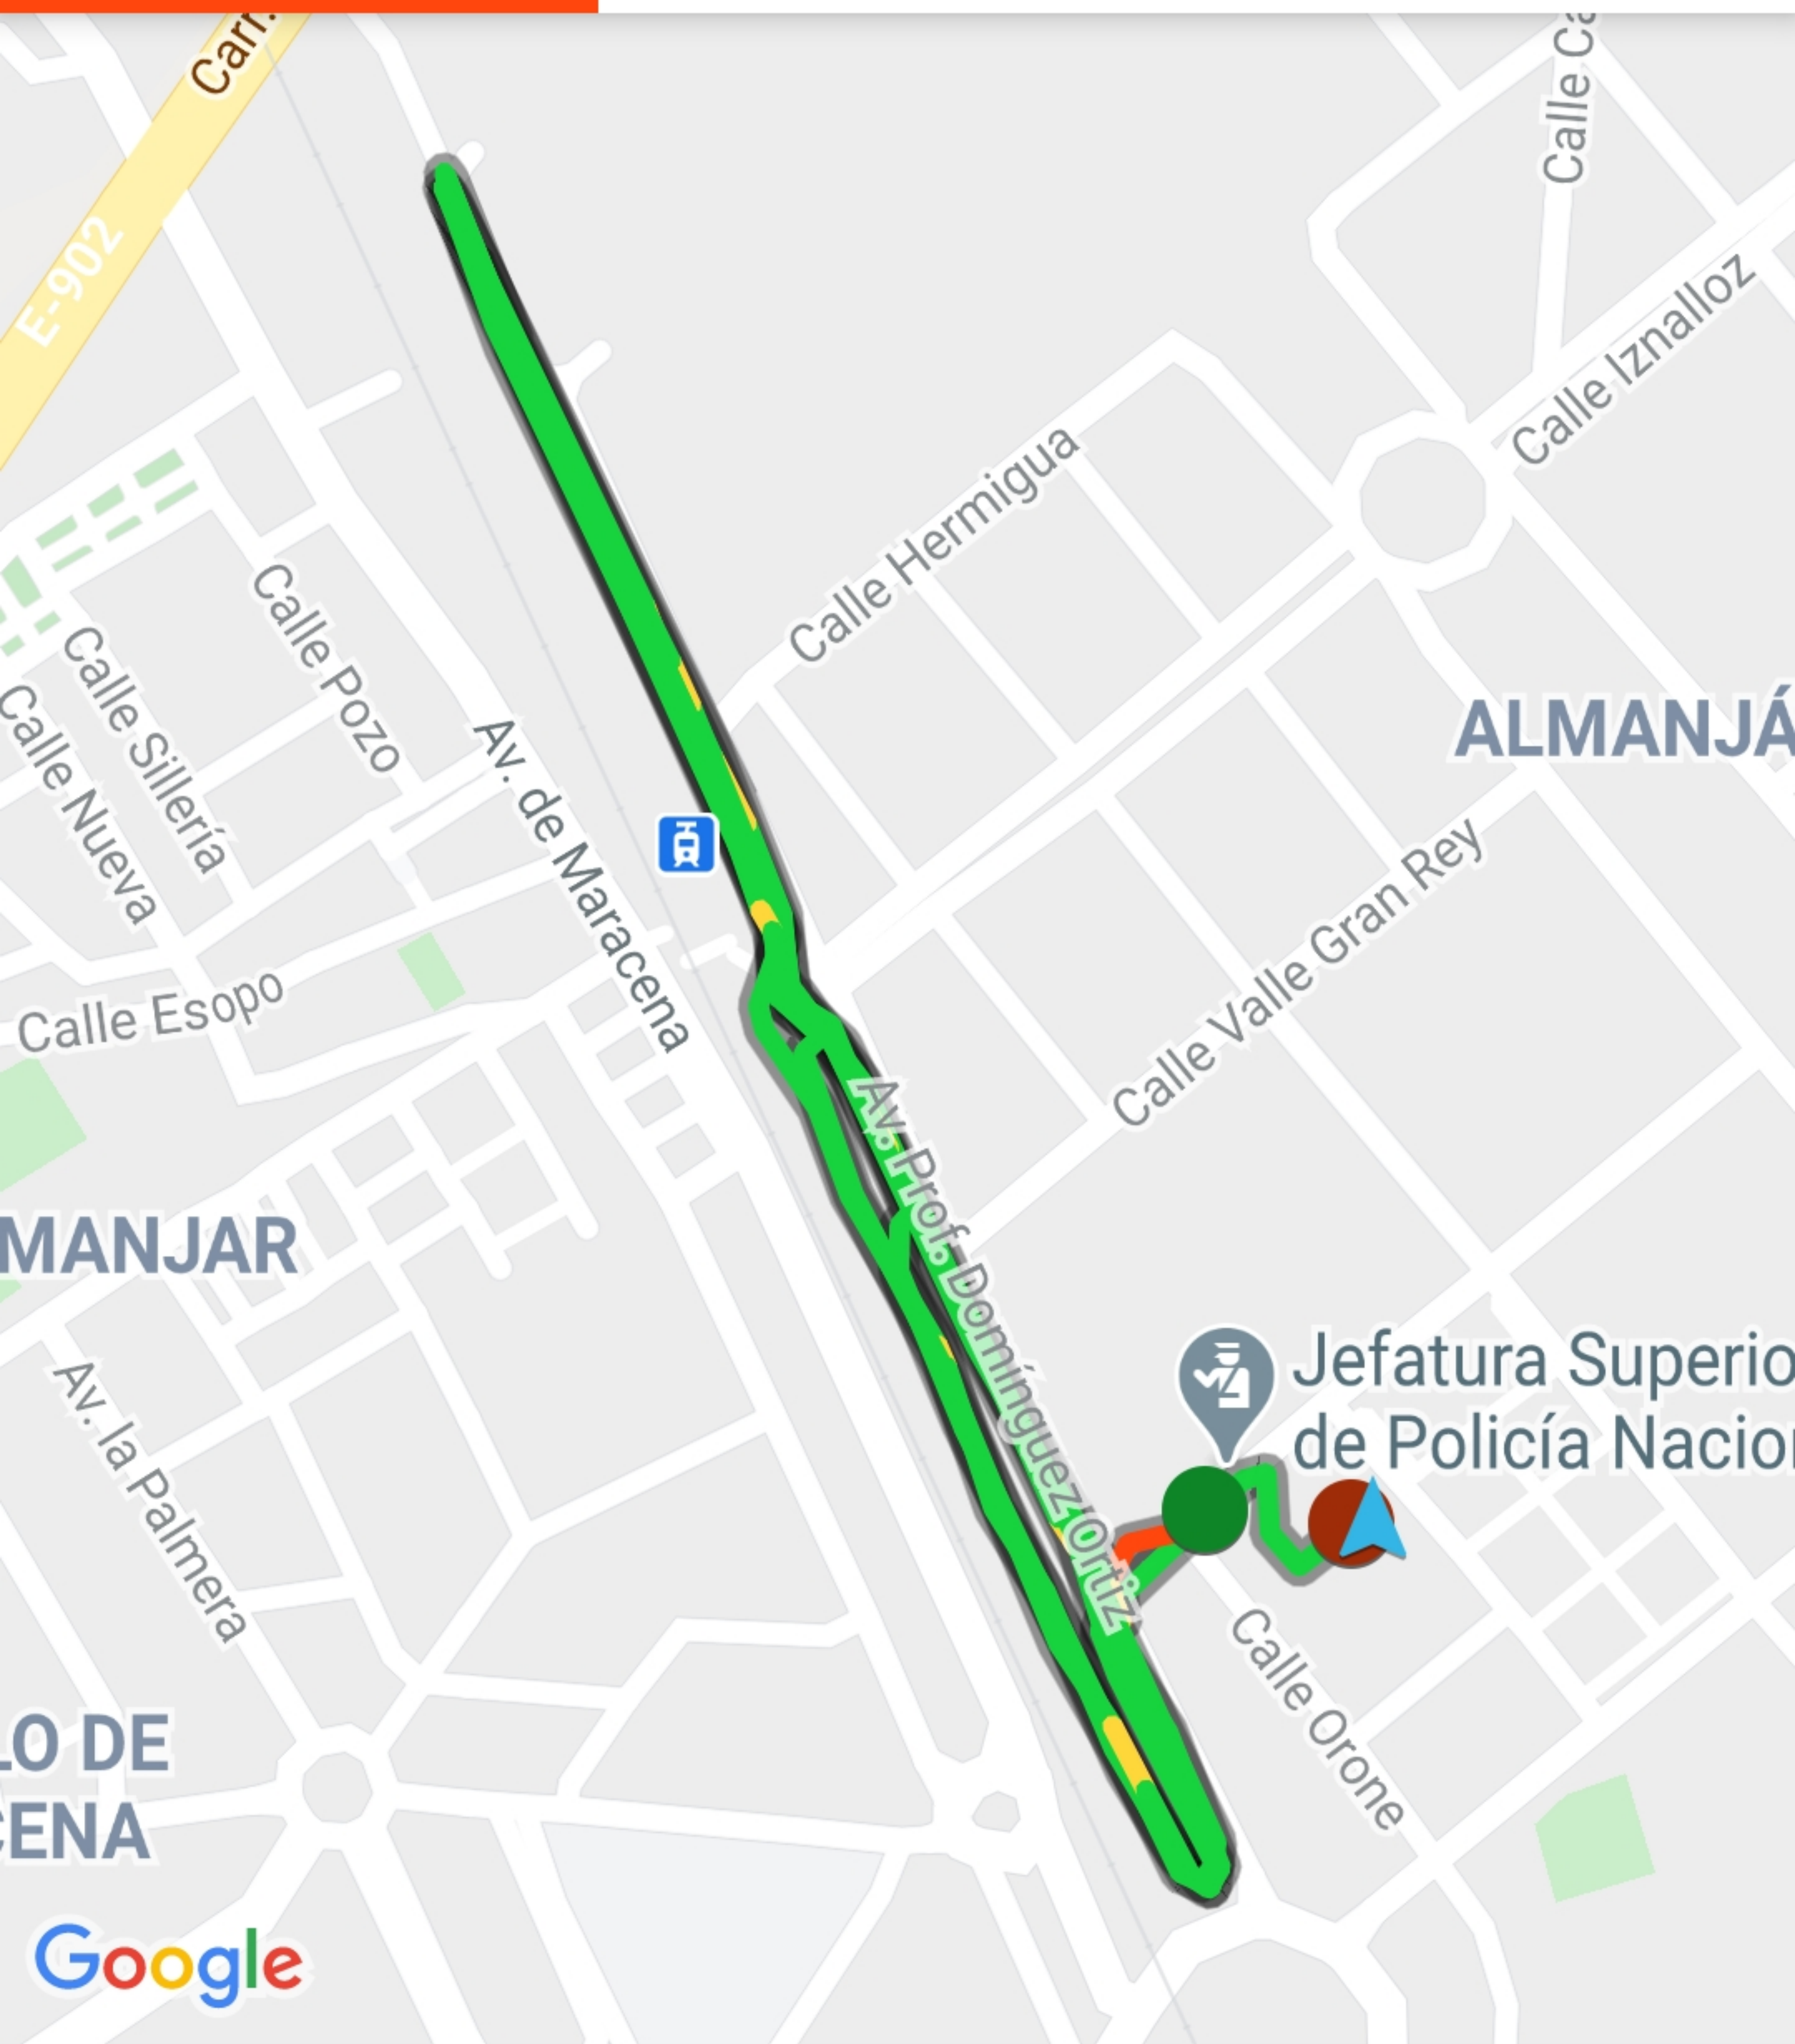 Carr.
Calle Ca
E-902
Calle Iznalloz
Calle Hermigua
Calle Pozo
Calle Sillería
Calle Nueva
ALMANJÁ
Av. de Maracena
Calle Valle Gran Rey
Calle Esopo
Av. Prof. Domínguez Ortiz
MANJAR
Jefatura Superio
de Policía Nacion
Av. la Palmera
Calle Orone
LO DE
CENA
Google